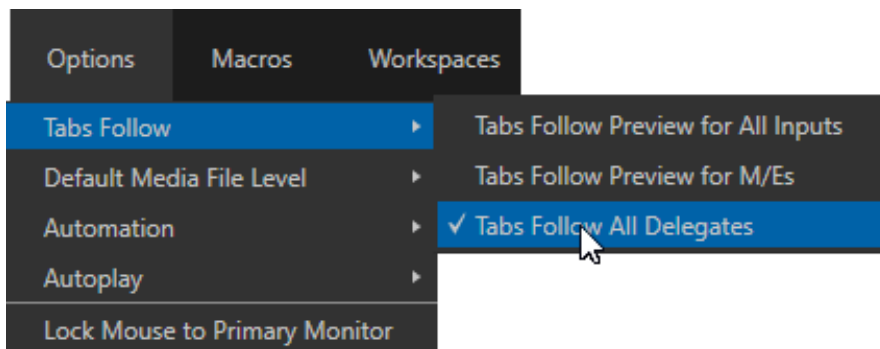 Options Macros Workspaces
Tabs Follow
Tabs Follow Preview for All Inputs
Default Media File Level
Tabs Follow Preview for M/Es
Automation
✓ Tabs Follow All Delegates
Autoplay
Lock Mouse to Primary Monitor